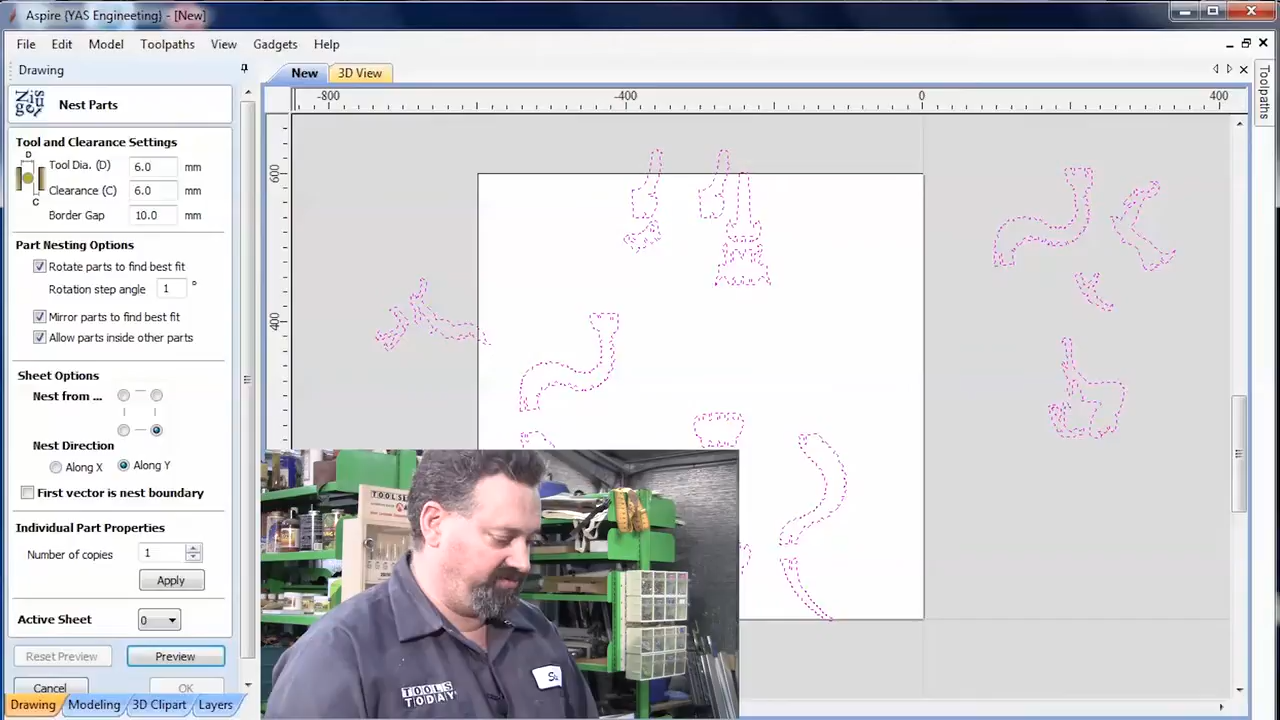 Aspire {YAS Engineering} - [New]
File Edit Model Toolpaths View Gadgets Help
Drawing
New 3D View
Toolpaths
-800 -400 0 400
600
400
Nest Parts
Tool and Clearance Settings
D
C
Tool Dia. (D) 6.0 mm
Clearance (C) 6.0 mm
Border Gap 10.0 mm
Part Nesting Options
Rotate parts to find best fit
Rotation step angle 1 °
Mirror parts to find best fit
Allow parts inside other parts
Sheet Options
Nest from ...
Nest Direction
Along X Along Y
First vector is nest boundary
Individual Part Properties
Number of copies 1
Apply
Active Sheet 0
Reset Preview Preview
Cancel OK
Drawing Modeling 3D Clipart Layers
TOOLS
TODAY